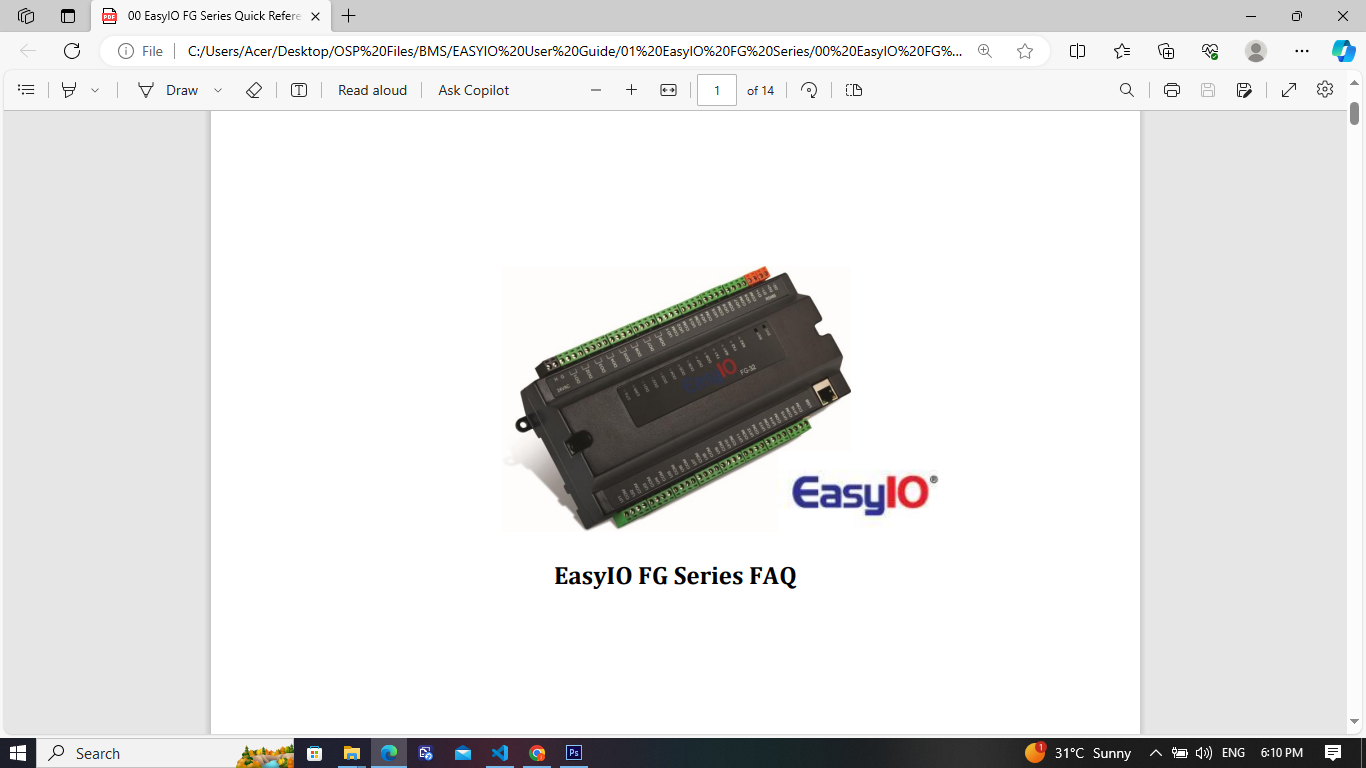 00 EasyIO FG Series Quick Refere
File
C:/Users/Acer/Desktop/OSP%20Files/BMS/EASYIO%20User%20Guide/01%20EasyIO%20FG%20Series/00%20EasyIO%20FG%...
Draw
Read aloud
Ask Copilot
1
of 14
EasyIO
FG 32
24VAC
EasyIO®
EasyIO FG Series FAQ
Search
1
31°C Sunny
ENG
6:10 PM